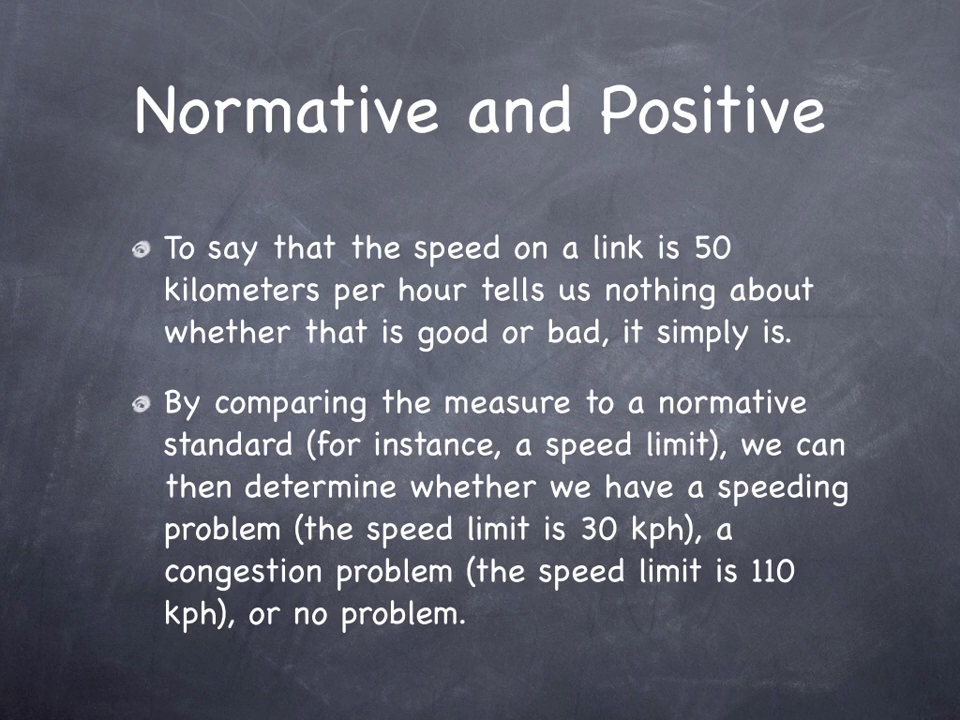 Normative and Positive
To say that the speed on a link is 50
kilometers per hour tells us nothing about
whether that is good or bad, it simply is.
By comparing the measure to a normative
standard (for instance, a speed limit), we can
then determine whether we have a speeding
problem (the speed limit is 30 kph), a
congestion problem (the speed limit is 110
kph), or no problem.